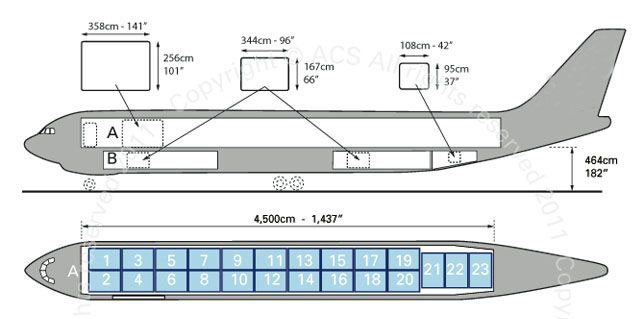 358cm - 141"
256cm
101"
344cm - 96"
167cm
66"
108cm - 42"
95cm
37"
A
B
464cm
182"
4,500cm - 1,437"
A
1 3 5 7 9 11 13 15 17 19
2 4 6 8 10 12 14 16 18 20
21 22 23
Copyright © ACS All rights reserved 2011